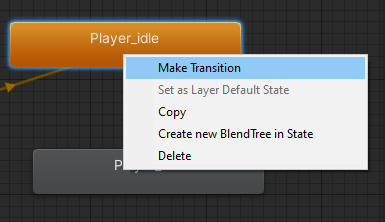 Player_idle
Make Transition
Set as Layer Default State
Copy
Create new BlendTree in State
Delete